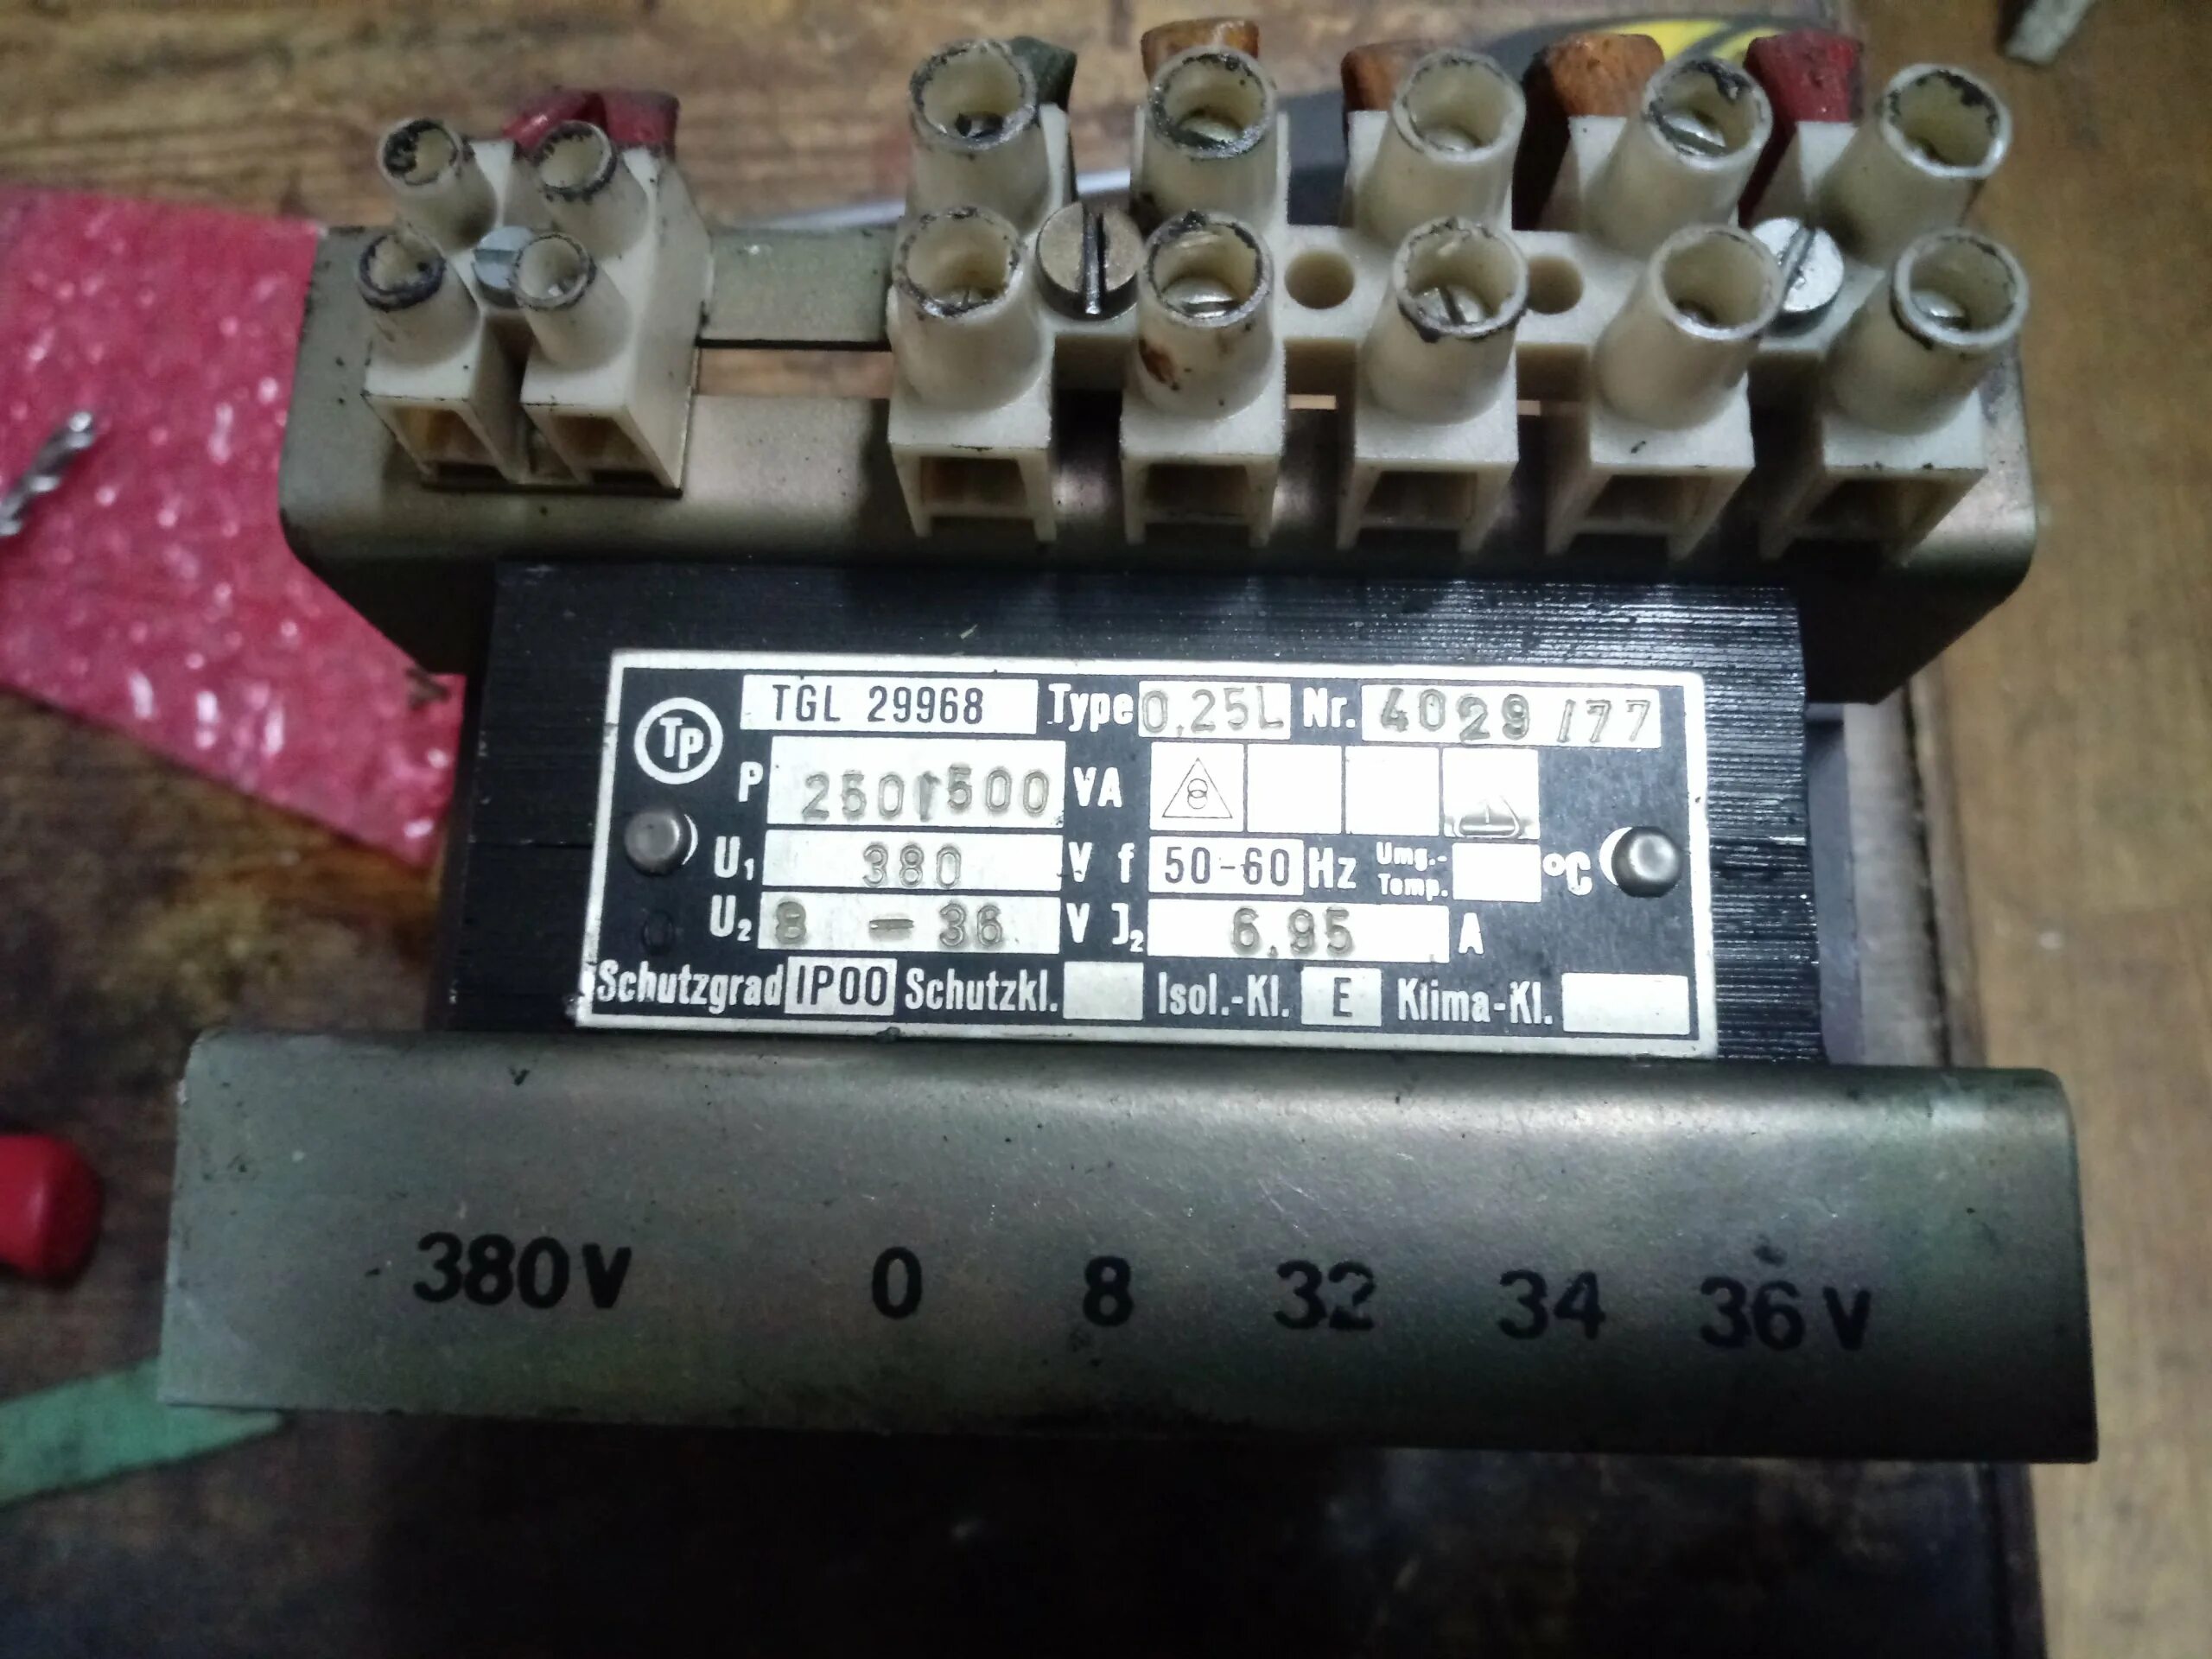 TGL 29968 Type 0,25L Nr. 4029 /77
Tp
P 250/500 VA
U1 380 V f 50-60 Hz Umg.- Temp. °C
U2 8 - 36 V I2 6,95 A
Schutzgrad IP00 Schutzkl. Isol.-Kl. E Klima-Kl.
380V 0 8 32 34 36V